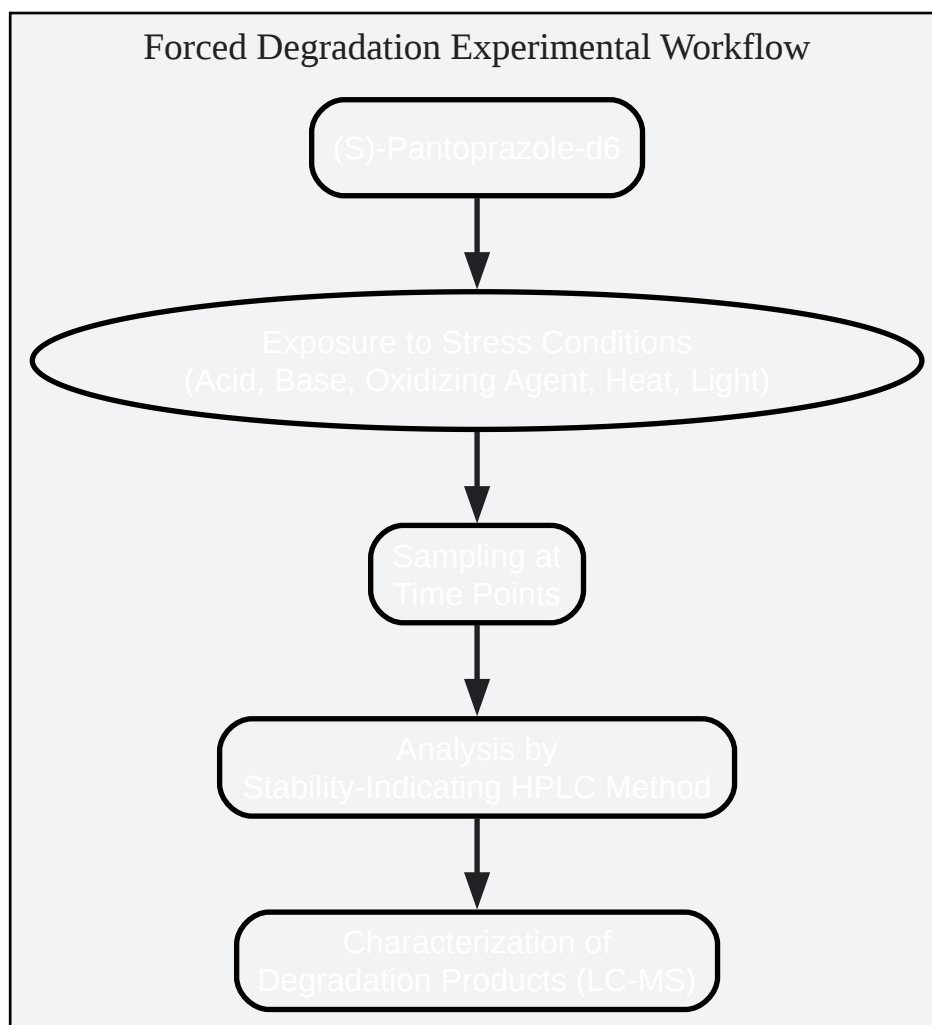 Forced Degradation Experimental Workflow
(S)-Pantoprazole-d6
Exposure to Stress Conditions
(Acid, Base, Oxidizing Agent, Heat, Light)
Sampling at
Time Points
Analysis by
Stability-Indicating HPLC Method
Characterization of
Degradation Products (LC-MS)